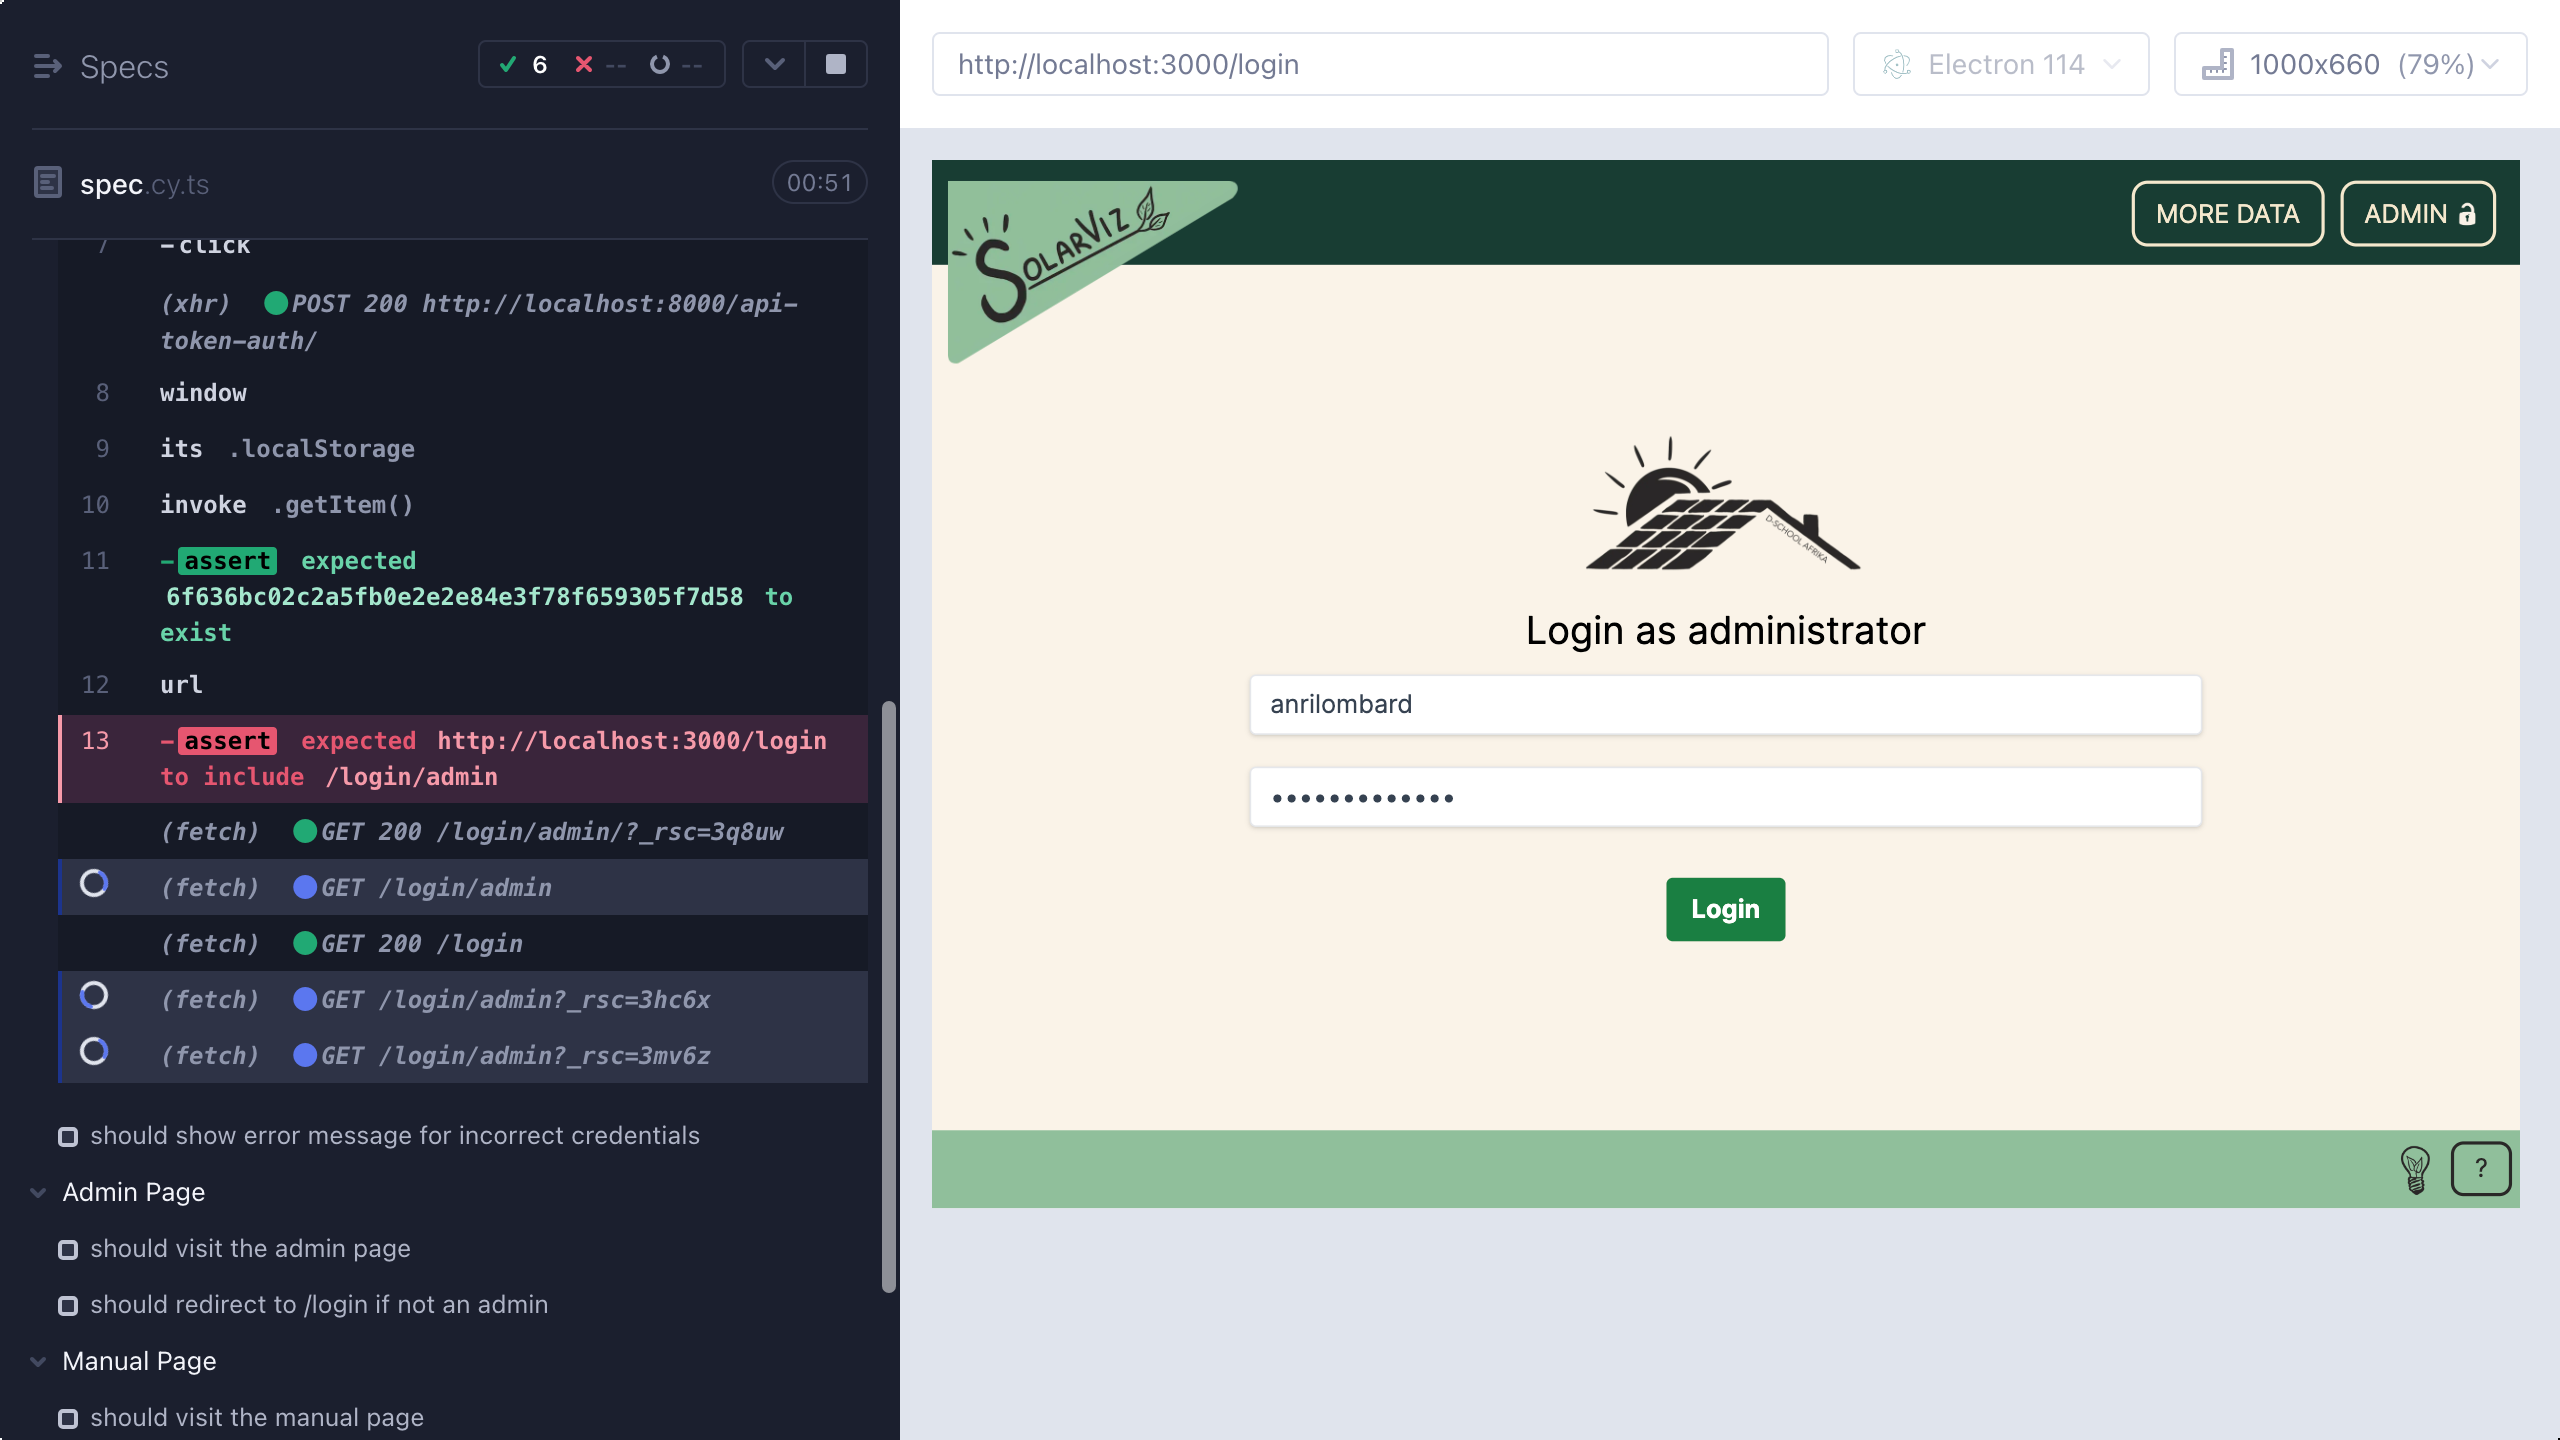 Specs
6 -- --
spec.cy.ts
00:51
7 -click
(xhr) POST 200 http://localhost:8000/api-
token-auth/
8 window
9 its .localStorage
10 invoke .getItem()
11 -assert expected
6f636bc02c2a5fb0e2e2e84e3f78f659305f7d58 to
exist
12 url
13 -assert expected http://localhost:3000/login
to include /login/admin
(fetch) GET 200 /login/admin/?_rsc=3q8uw
(fetch) GET /login/admin
(fetch) GET 200 /login
(fetch) GET /login/admin?_rsc=3hc6x
(fetch) GET /login/admin?_rsc=3mv6z
should show error message for incorrect credentials
Admin Page
should visit the admin page
should redirect to /login if not an admin
Manual Page
should visit the manual page
http://localhost:3000/login
Electron 114
1000x660 (79%)
SOLARVIZ
MORE DATA
ADMIN
D-SCHOOL AFRIKA
Login as administrator
anrilombard
•••••••••••••
Login
?